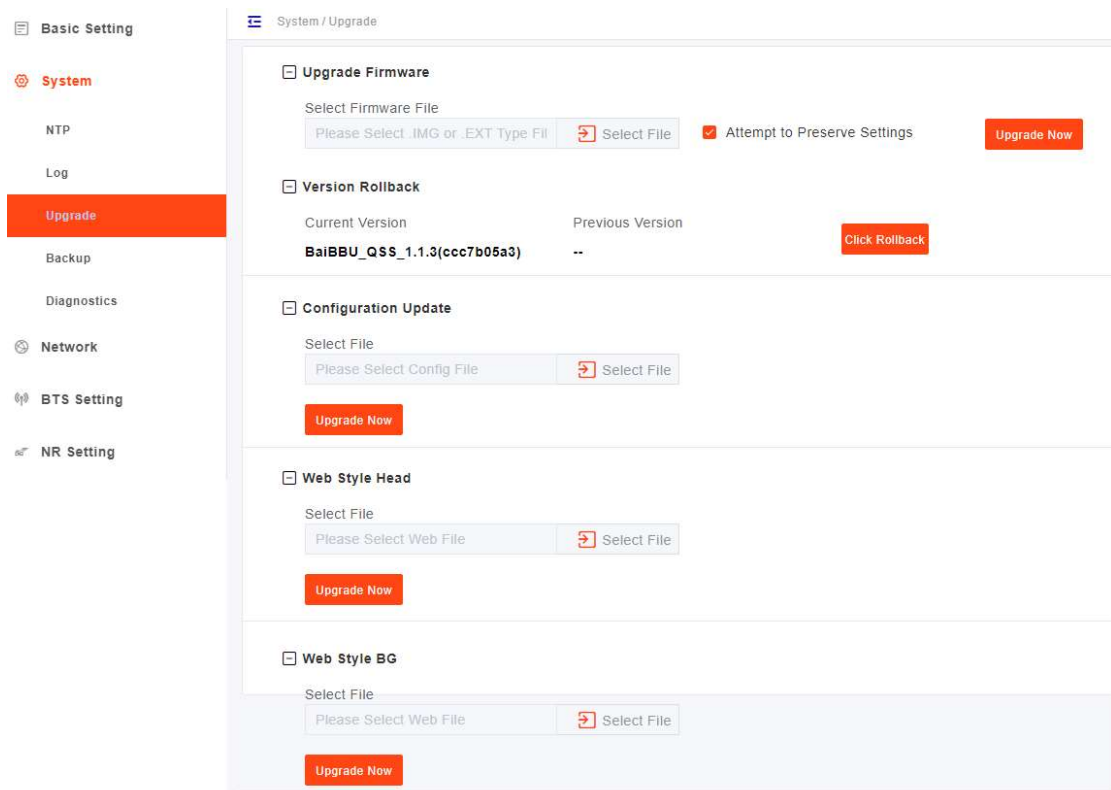 Basic Setting
System
NTP
Log
Upgrade
Backup
Diagnostics
Network
BTS Setting
NR Setting
System / Upgrade
Upgrade Firmware
Select Firmware File
Please Select .IMG or .EXT Type Fil
Select File
Attempt to Preserve Settings
Upgrade Now
Version Rollback
Current Version
Previous Version
BaiBBU_QSS_1.1.3(ccc7b05a3)
--
Click Rollback
Configuration Update
Select File
Please Select Config File
Select File
Upgrade Now
Web Style Head
Select File
Please Select Web File
Select File
Upgrade Now
Web Style BG
Select File
Please Select Web File
Select File
Upgrade Now